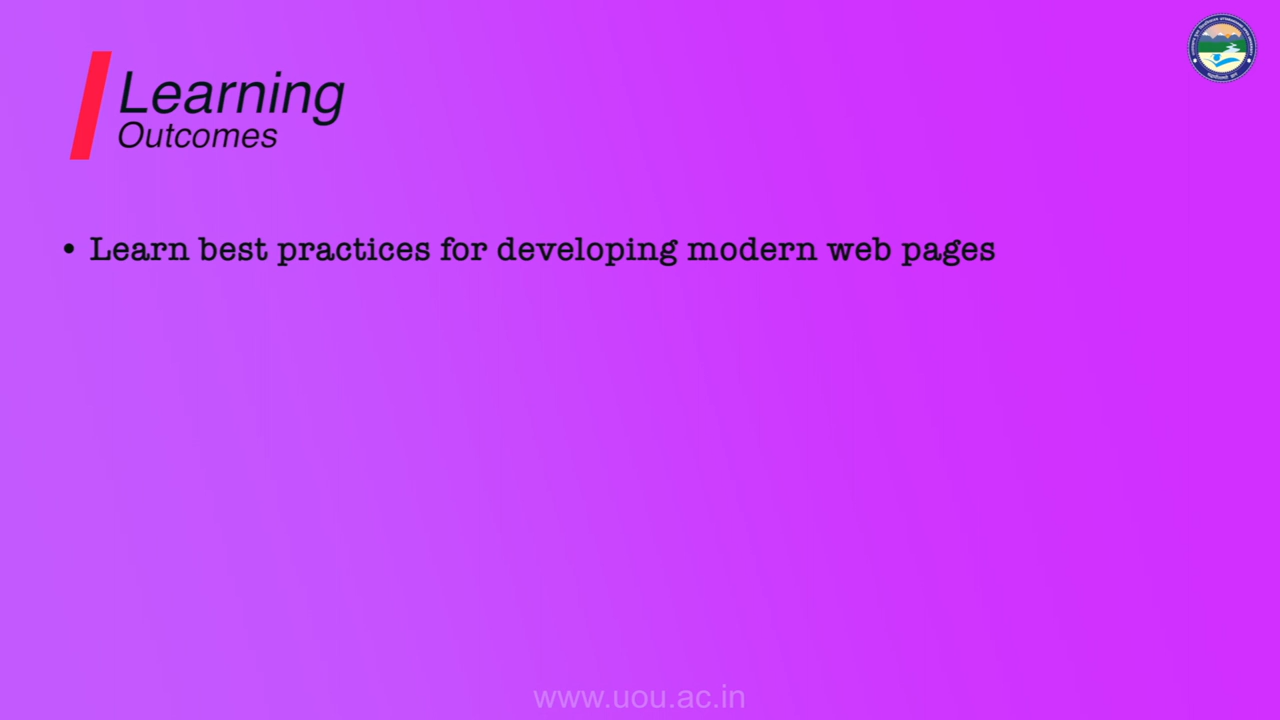 Learning
Outcomes
• Learn best practices for developing modern web pages
www.uou.ac.in